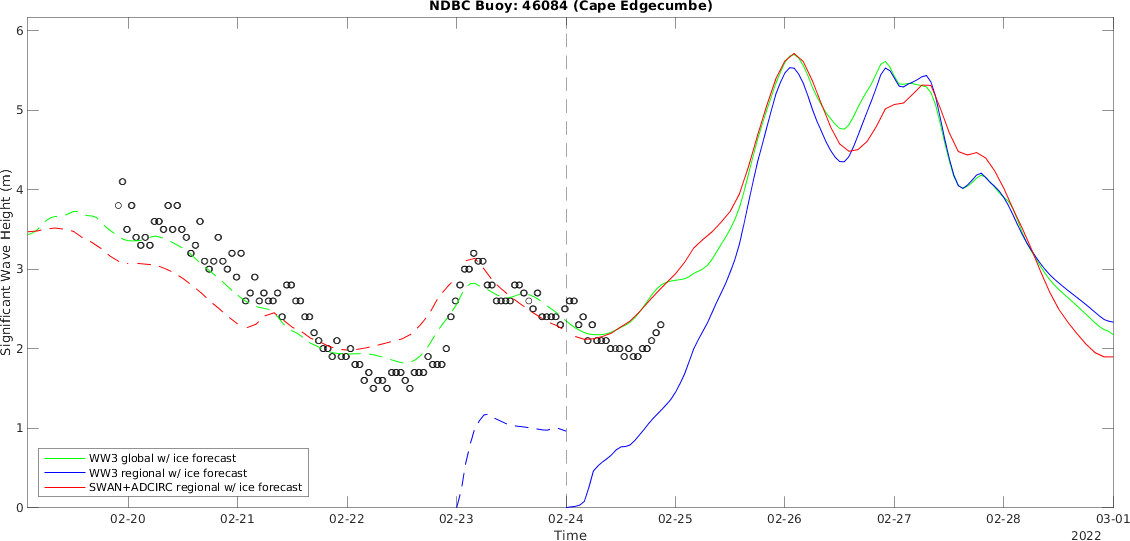 NDBC Buoy: 46084 (Cape Edgecumbe)
Significant Wave Height (m)
6
5
4
3
2
1
0
WW3 global w/ ice forecast
WW3 regional w/ ice forecast
SWAN+ADCIRC regional w/ ice forecast
02-20 02-21 02-22 02-23 02-24 02-25 02-26 02-27 02-28 03-01
Time
2022